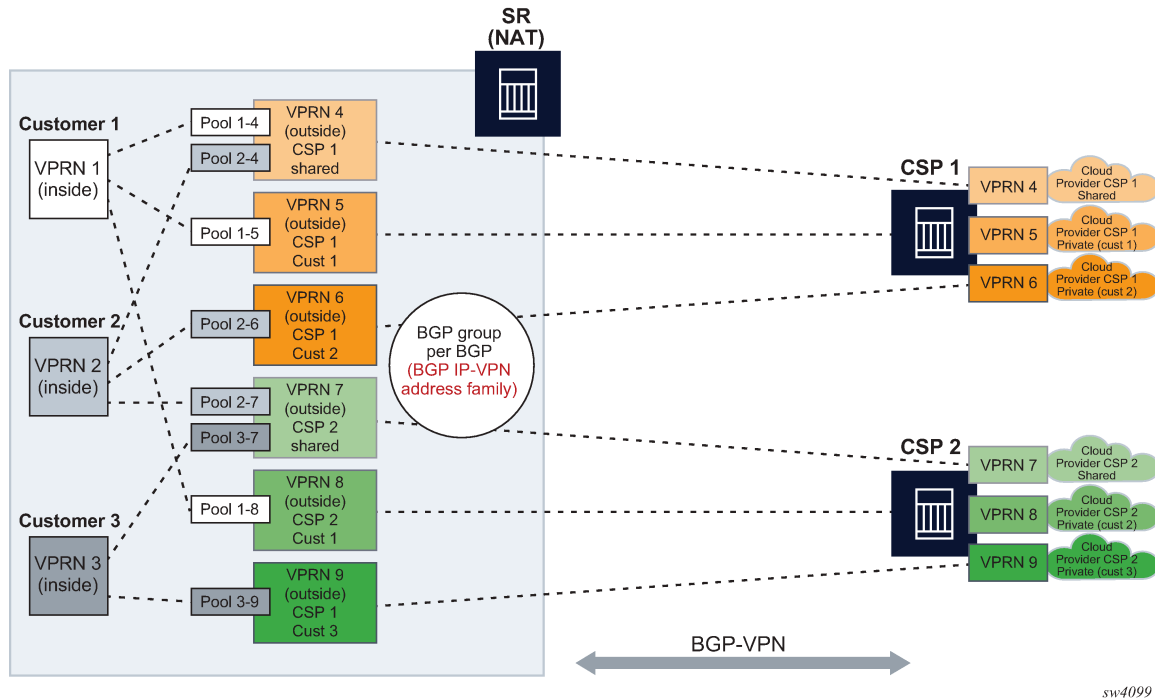 SR
(NAT)
Customer 1
VPRN 1
(inside)
Pool 1-4
Pool 2-4
VPRN 4
(outside)
CSP 1
shared
Pool 1-5
VPRN 5
(outside)
CSP 1
Cust 1
Customer 2
VPRN 2
(inside)
Pool 2-6
VPRN 6
(outside)
CSP 1
Cust 2
Pool 2-7
Pool 3-7
VPRN 7
(outside)
CSP 2
shared
Customer 3
VPRN 3
(inside)
Pool 1-8
VPRN 8
(outside)
CSP 2
Cust 1
Pool 3-9
VPRN 9
(outside)
CSP 1
Cust 3
BGP group
per BGP
(BGP IP-VPN
address family)
CSP 1
VPRN 4
Cloud
Provider CSP 1
Shared
VPRN 5
Cloud
Provider CSP 1
Private (cust 1)
VPRN 6
Cloud
Provider CSP 1
Private (cust 2)
CSP 2
VPRN 7
Cloud
Provider CSP 2
Shared
VPRN 8
Cloud
Provider CSP 2
Private (cust 2)
VPRN 9
Cloud
Provider CSP 2
Private (cust 3)
BGP-VPN
sw4099